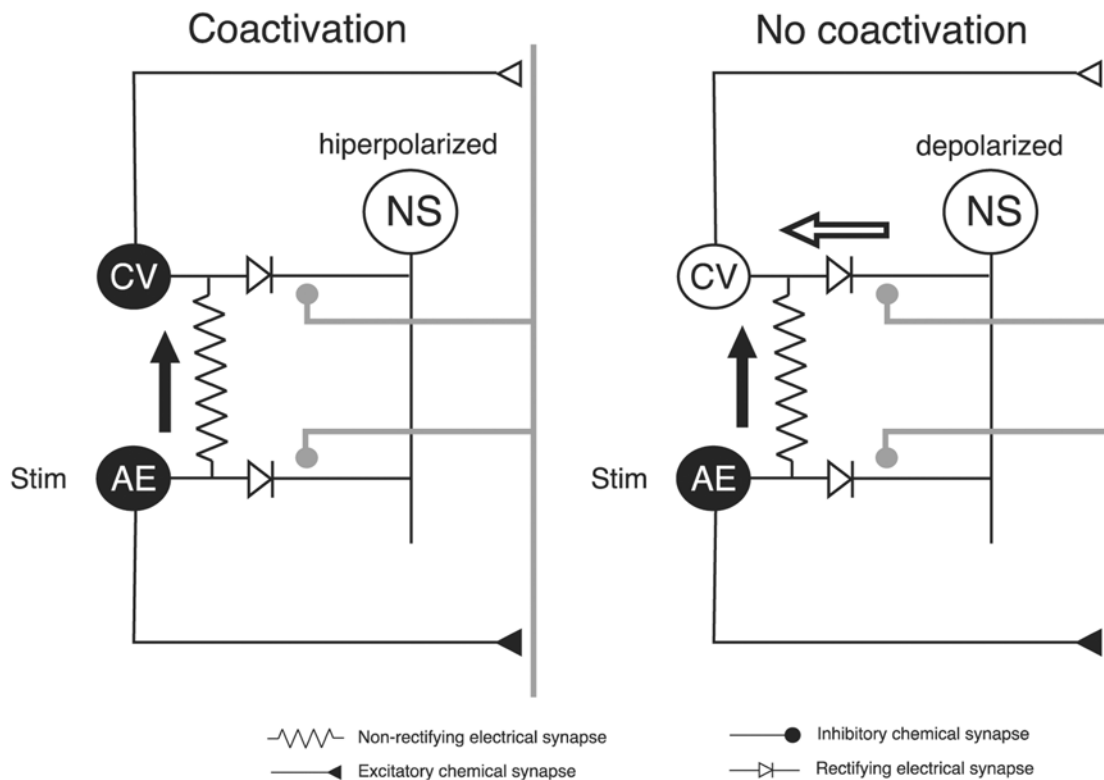 Coactivation
No coactivation
hiperpolarized
depolarized
NS
NS
CV
CV
Stim
AE
Stim
AE
Non-rectifying electrical synapse
Inhibitory chemical synapse
Excitatory chemical synapse
Rectifying electrical synapse